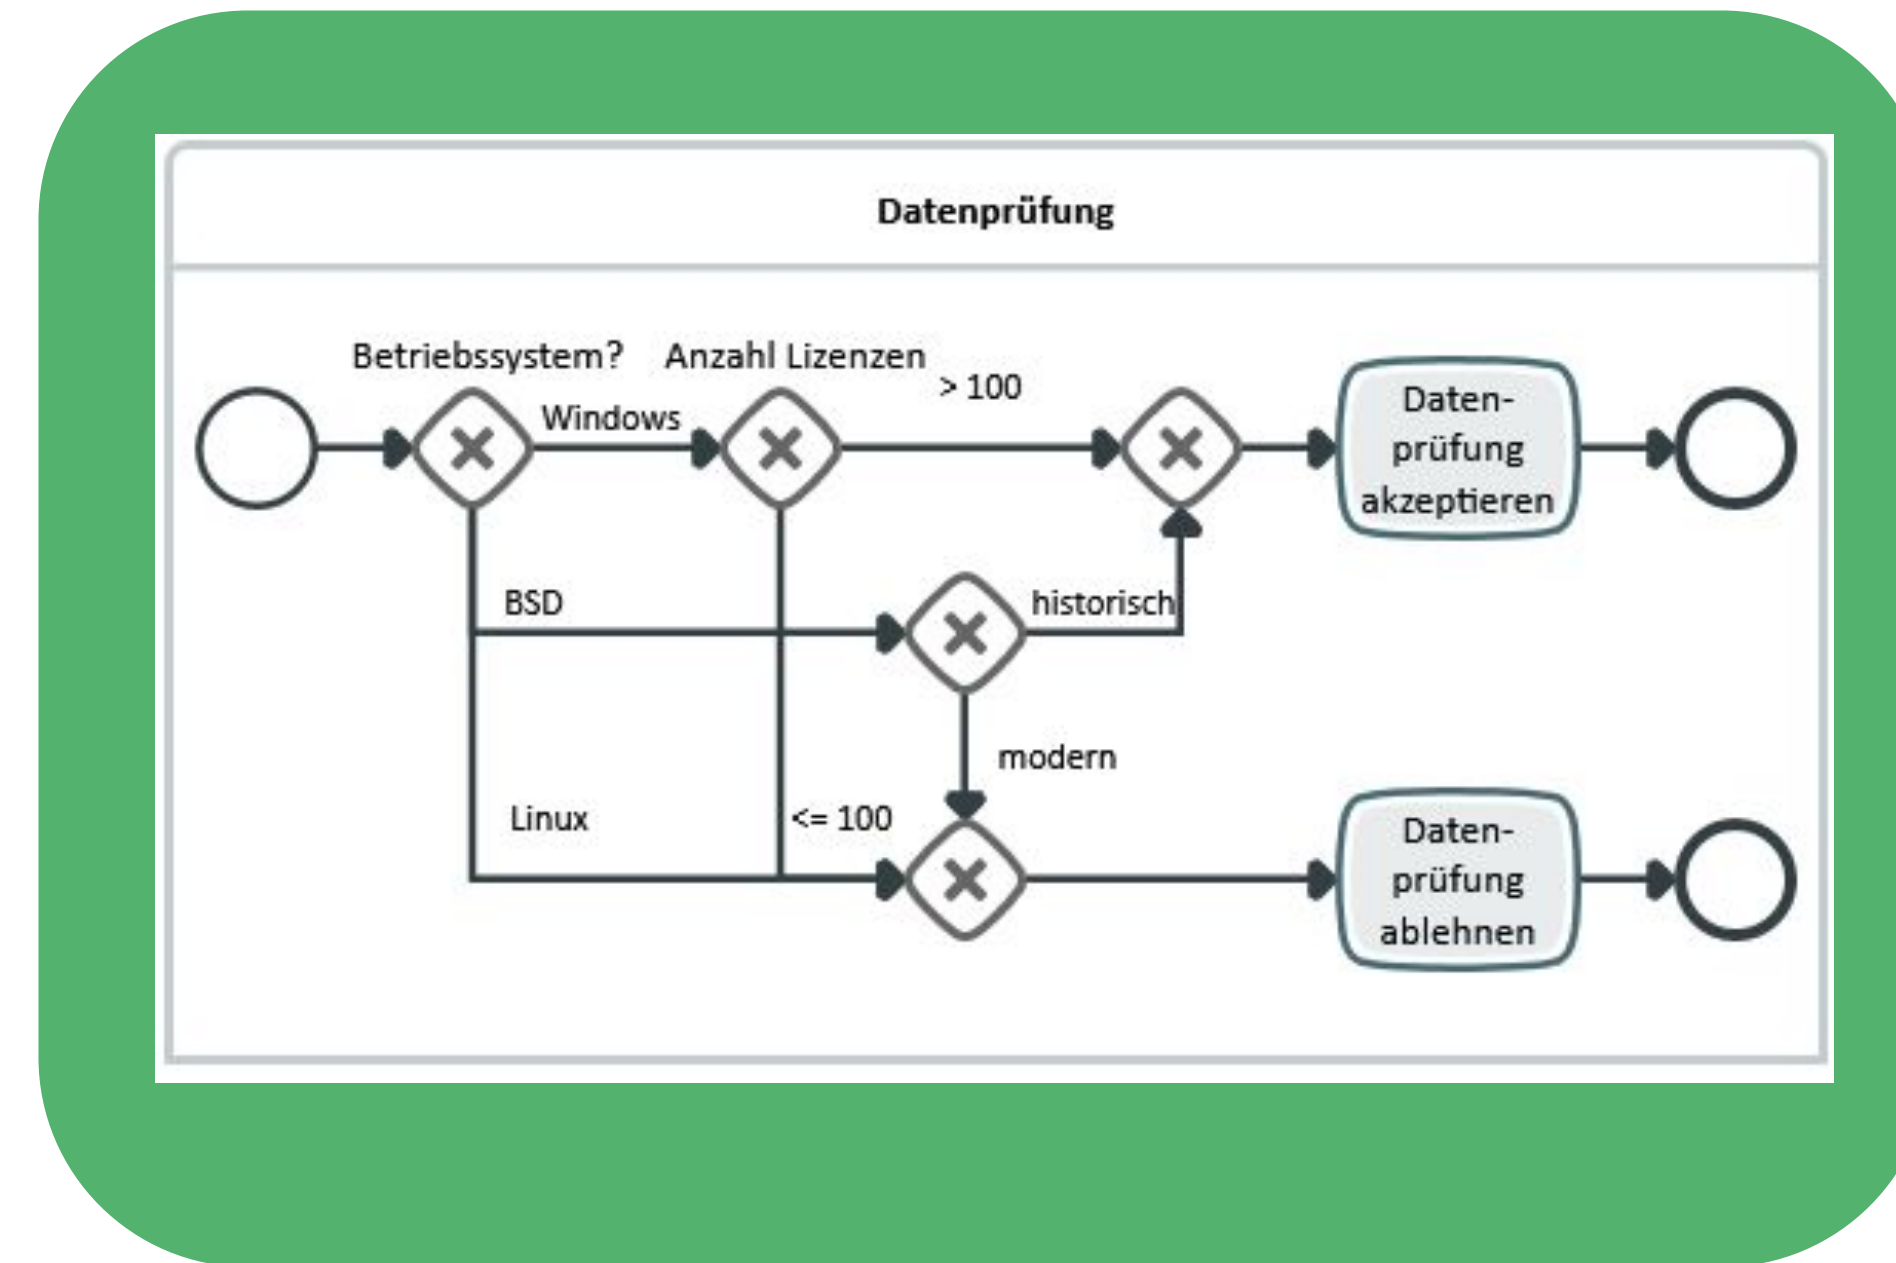 Datenprüfung
Betriebssystem?
Anzahl Lizenzen
> 100
Windows
Daten-
prüfung
akzeptieren
BSD
historisch
modern
Linux
<= 100
Daten-
prüfung
ablehnen